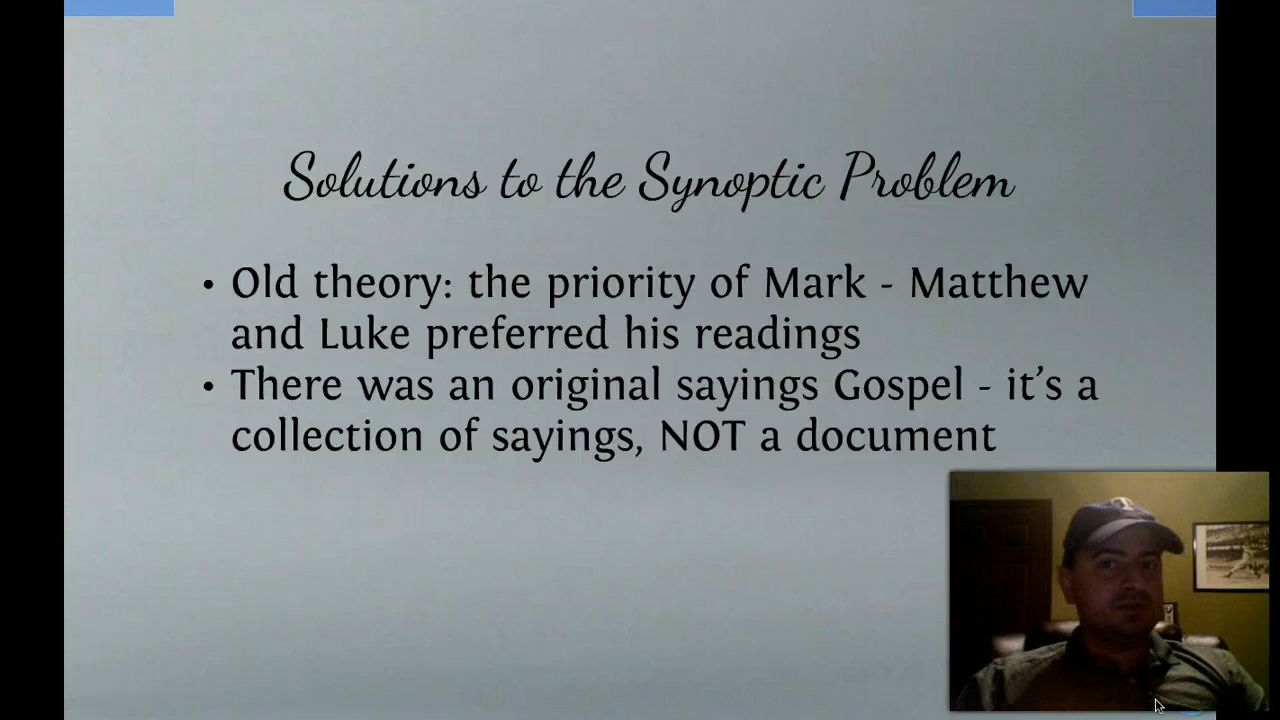 Solutions to the Synoptic Problem
• Old theory: the priority of Mark - Matthew
and Luke preferred his readings
• There was an original sayings Gospel - it’s a
collection of sayings, NOT a document
T